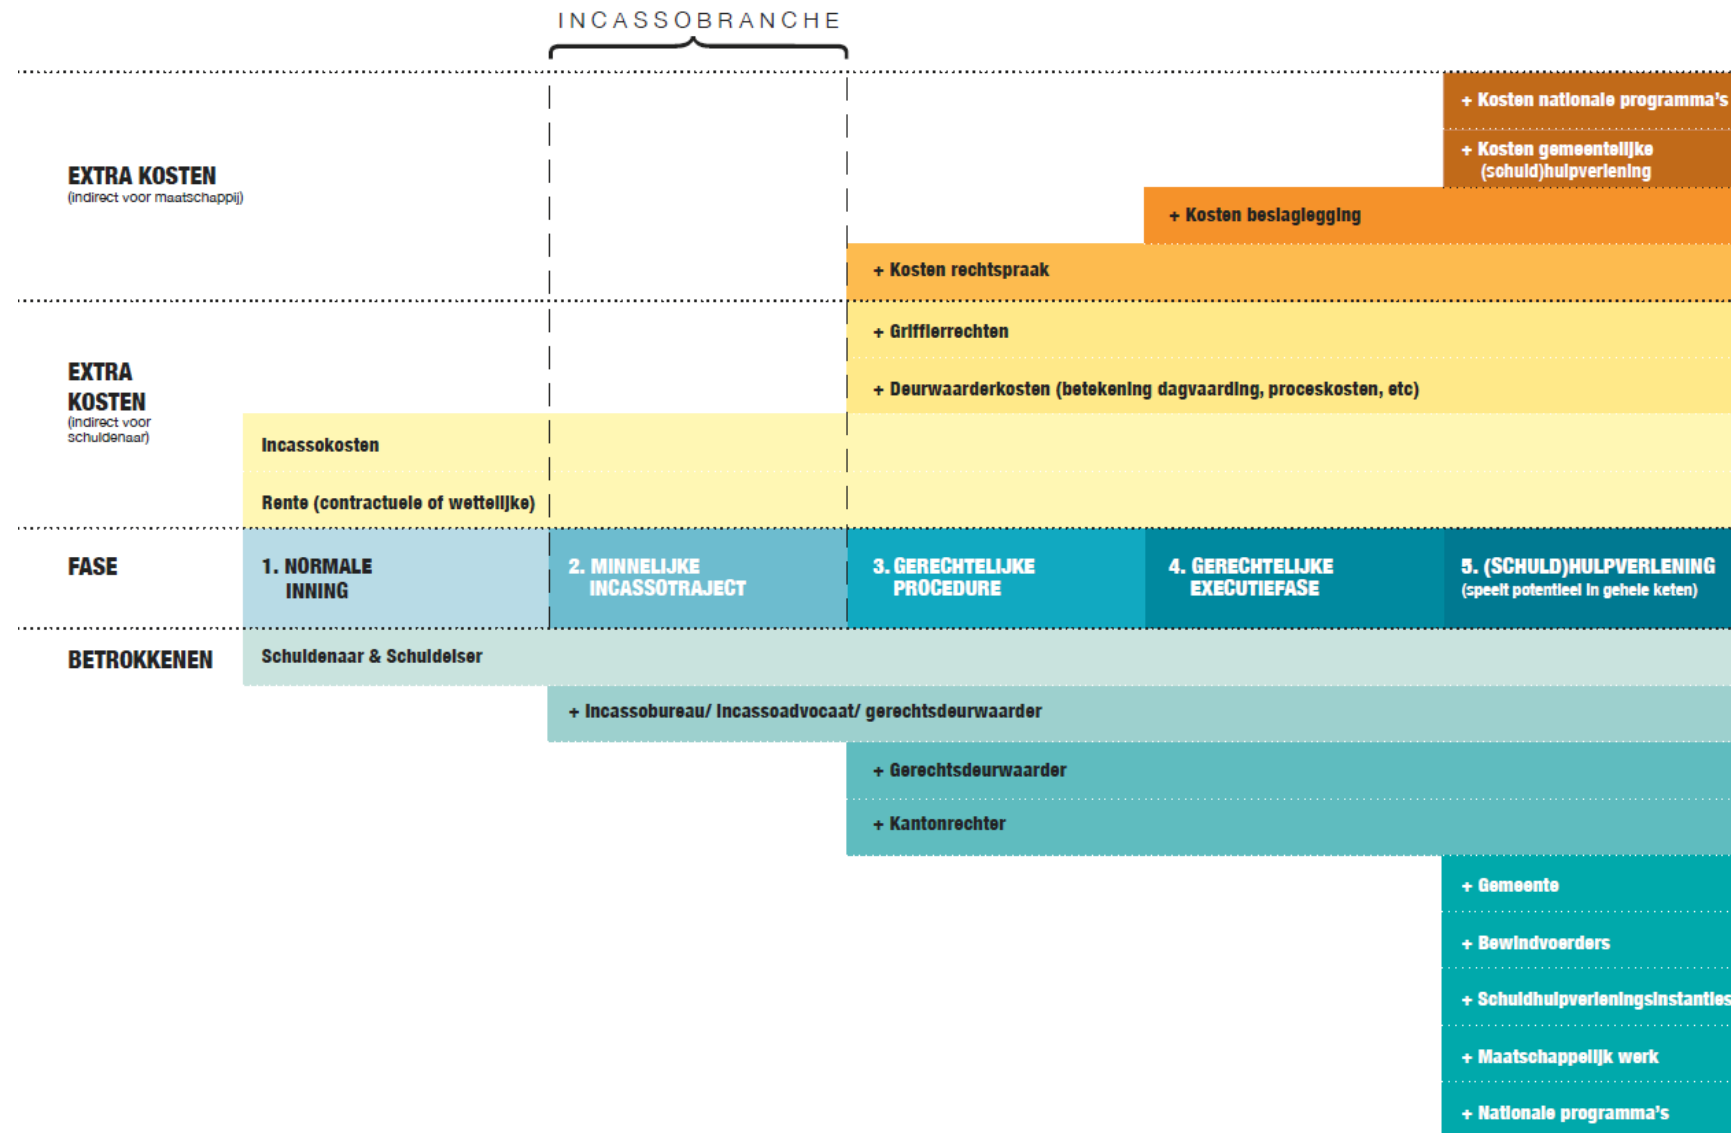 INCASSOBRANCHE
+ Kosten nationale programma's
+ Kosten gemeentelijke
(schuld)hulpverlening
EXTRA KOSTEN
(indirect voor maatschappij)
+ Kosten beslaglegging
+ Kosten rechtspraak
+ Griffierrechten
EXTRA
KOSTEN
(indirect voor
schuldenaar)
+ Deurwaarderkosten (betekening dagvaarding, proceskosten, etc)
Incassokosten
Rente (contractuele of wettelijke)
FASE
1. NORMALE
INNING
2. MINNELIJKE
INCASSOTRAJECT
3. GERECHTELIJKE
PROCEDURE
4. GERECHTELIJKE
EXECUTIEFASE
5. (SCHULD)HULPVERLENING
(speelt potentieel in gehele keten)
BETROKKENEN
Schuldenaar & Schuldeiser
+ Incassobureau/ Incassoadvocaat/ gerechtsdeurwaarder
+ Gerechtsdeurwaarder
+ Kantonrechter
+ Gemeente
+ Bewindvoerders
+ Schuldhulpverleningsinstanties
+ Maatschappelijk werk
+ Nationale programma's